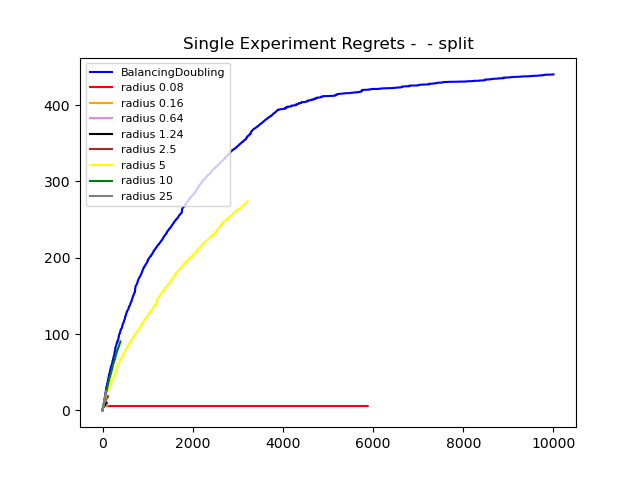 Single Experiment Regrets -  - split
BalancingDoubling
radius 0.08
radius 0.16
radius 0.64
radius 1.24
radius 2.5
radius 5
radius 10
radius 25
400
300
200
100
0
0 2000 4000 6000 8000 10000